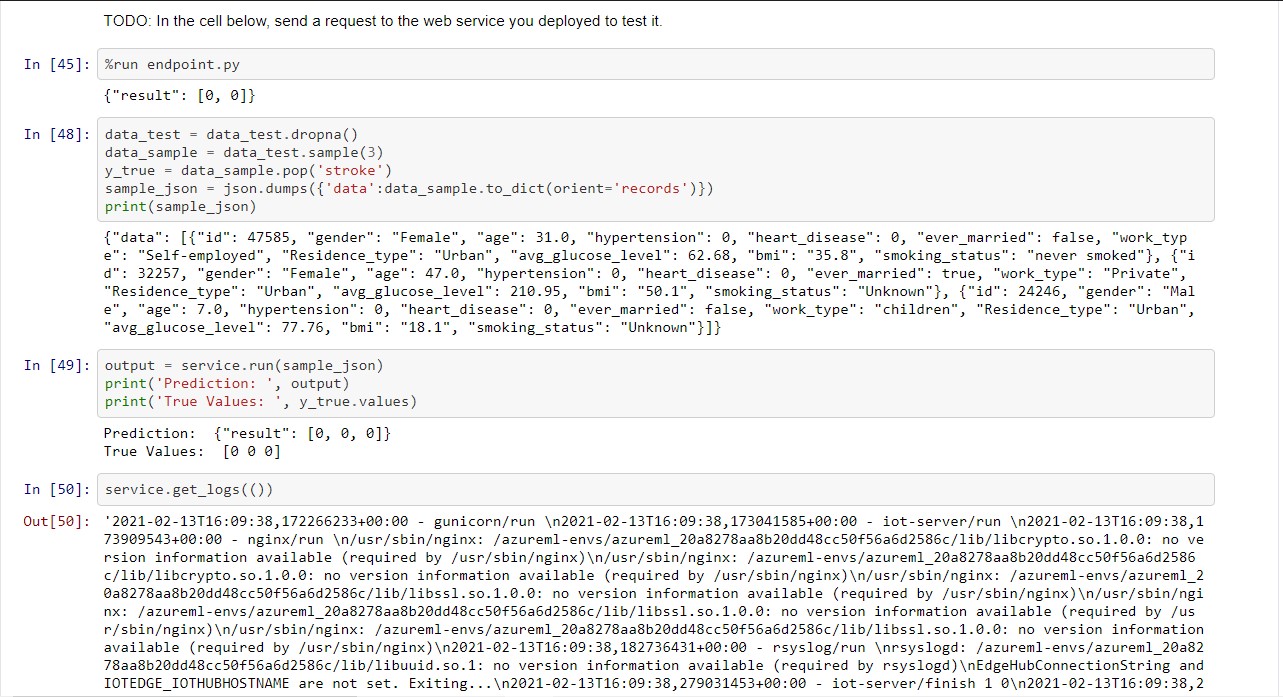 TODO: In the cell below, send a request to the web service you deployed to test it.
In [45]: %run endpoint.py
{"result": [0, 0]}
In [48]: data_test = data_test.dropna()
data_sample = data_test.sample(3)
y_true = data_sample.pop('stroke')
sample_json = json.dumps({'data':data_sample.to_dict(orient='records')})
print(sample_json)
{"data": [{"id": 47585, "gender": "Female", "age": 31.0, "hypertension": 0, "heart_disease": 0, "ever_married": false, "work_typ
e": "Self-employed", "Residence_type": "Urban", "avg_glucose_level": 62.68, "bmi": "35.8", "smoking_status": "never smoked"}, {"i
d": 32257, "gender": "Female", "age": 47.0, "hypertension": 0, "heart_disease": 0, "ever_married": true, "work_type": "Private",
"Residence_type": "Urban", "avg_glucose_level": 210.95, "bmi": "50.1", "smoking_status": "Unknown"}, {"id": 24246, "gender": "Mal
e", "age": 7.0, "hypertension": 0, "heart_disease": 0, "ever_married": false, "work_type": "children", "Residence_type": "Urban",
"avg_glucose_level": 77.76, "bmi": "18.1", "smoking_status": "Unknown"}]}
In [49]: output = service.run(sample_json)
print('Prediction: ', output)
print('True Values: ', y_true.values)
Prediction:  {"result": [0, 0, 0]}
True Values:  [0 0 0]
In [50]: service.get_logs(())
Out[50]: '2021-02-13T16:09:38,172266233+00:00 - gunicorn/run \n2021-02-13T16:09:38,173041585+00:00 - iot-server/run \n2021-02-13T16:09:38,1
73909543+00:00 - nginx/run \n/usr/sbin/nginx: /azureml-envs/azureml_20a8278aa8b20dd48cc50f56a6d2586c/lib/libcrypto.so.1.0.0: no ve
rsion information available (required by /usr/sbin/nginx)\n/usr/sbin/nginx: /azureml-envs/azureml_20a8278aa8b20dd48cc50f56a6d2586
c/lib/libcrypto.so.1.0.0: no version information available (required by /usr/sbin/nginx)\n/usr/sbin/nginx: /azureml-envs/azureml_2
0a8278aa8b20dd48cc50f56a6d2586c/lib/libssl.so.1.0.0: no version information available (required by /usr/sbin/nginx)\n/usr/sbin/ngi
nx: /azureml-envs/azureml_20a8278aa8b20dd48cc50f56a6d2586c/lib/libssl.so.1.0.0: no version information available (required by /us
r/sbin/nginx)\n/usr/sbin/nginx: /azureml-envs/azureml_20a8278aa8b20dd48cc50f56a6d2586c/lib/libssl.so.1.0.0: no version information
available (required by /usr/sbin/nginx)\n2021-02-13T16:09:38,182736431+00:00 - rsyslog/run \nrsyslogd: /azureml-envs/azureml_20a82
78aa8b20dd48cc50f56a6d2586c/lib/libuuid.so.1: no version information available (required by rsyslogd)\nEdgeHubConnectionString and
IOTEDGE_IOTHUBHOSTNAME are not set. Exiting...\n2021-02-13T16:09:38,279031453+00:00 - iot-server/finish 1 0\n2021-02-13T16:09:38,2